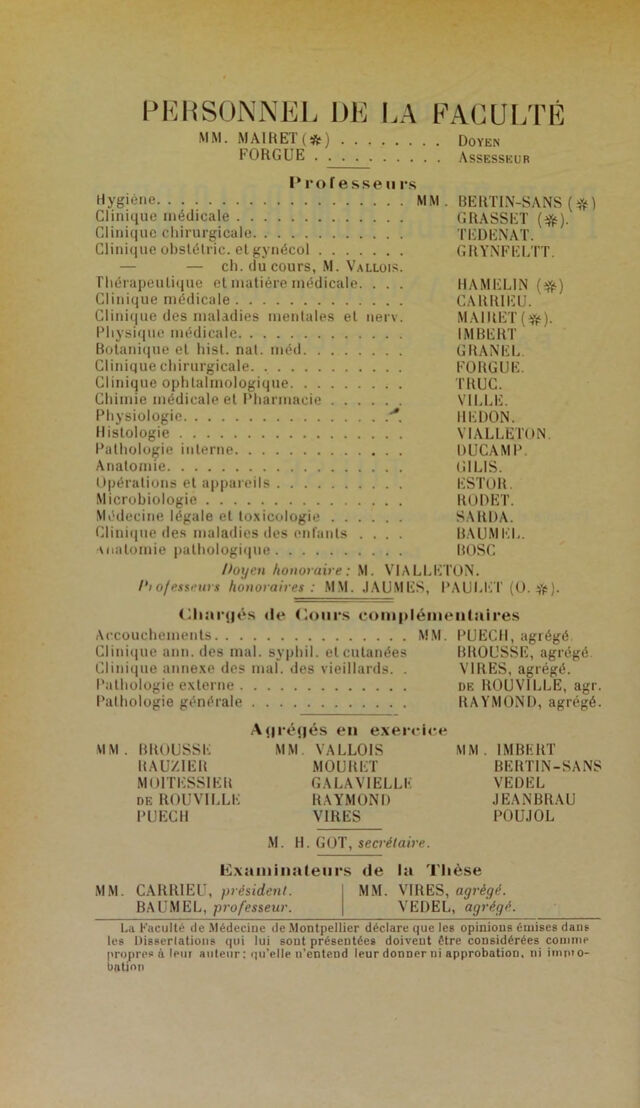 PERSONNEL DE LA FACULTÉ
MM. MAIRET (✻) . . . . . . . . DOYEN
FORGUE . . . . . . . . . . ASSESSEUR
Professeurs
Hygiène. . . . . . . . . . . . . . . . . . . MM. BERTIN-SANS (✻)
Clinique médicale . . . . . . . . . . . . . GRASSET (✻).
Clinique chirurgicale. . . . . . . . . . . . TEDENAT.
Clinique obstétric. et gynécol . . . . . . . GRYNFELTT.
— — ch. du cours, M. VALLOIS.
Thérapeutique et matière médicale. . . . HAMELIN (✻)
Clinique médicale . . . . . . . . . . . . . CARRIEU.
Clinique des maladies mentales et nerv. MAIRET (✻).
Physique médicale. . . . . . . . . . . . . IMBERT
Botanique et hist. nat. méd. . . . . . . . GRANEL.
Clinique chirurgicale. . . . . . . . . . . . FORGUE.
Clinique ophtalmologique. . . . . . . . . TRUC.
Chimie médicale et Pharmacie . . . . . . VILLE.
Physiologie. . . . . . . . . . . . . . . . . HEDON.
Histologie . . . . . . . . . . . . . . . . . VIALLETON.
Pathologie interne. . . . . . . . . . . . . DUCAMP.
Anatomie. . . . . . . . . . . . . . . . . . GILIS.
Opérations et appareils . . . . . . . . . . ESTOR.
Microbiologie . . . . . . . . . . . . . . . RODET.
Médecine légale et toxicologie . . . . . . SARDA.
Clinique des maladies des enfants . . . . BAUMEL.
Anatomie pathologique . . . . . . . . . . BOSC
Doyen honoraire : M. VIALLETON.
Professeurs honoraires : MM. JAUMES, PAULET (O. ✻).
Chargés de Cours complémentaires
Accouchements. . . . . . . . . . . . . . . MM. PUECH, agrégé.
Clinique ann. des mal. syphil. et cutanées BROUSSE, agrégé
Clinique annexe des mal. des vieillards. . VIRES, agrégé.
Pathologie externe . . . . . . . . . . . . . DE ROUVILLE, agr.
Pathologie générale . . . . . . . . . . . . RAYMOND, agrégé.
Agrégés en exercice
MM. BROUSSE MM. VALLOIS MM. IMBERT
RAUZIER MOURET BERTIN-SANS
MOITESSIER GALAVIELLE VEDEL
DE ROUVILLE RAYMOND JEANBRAU
PUECH VIRES POUJOL
M. H. GOT, secrétaire.
Examinateurs de la Thèse
MM. CARRIEU, président. MM. VIRES, agrégé.
BAUMEL, professeur. VEDEL, agrégé.
La Faculté de Médecine de Montpellier déclare que les opinions émises dans
les Dissertations qui lui sont présentées doivent être considérées comme
propres à leur auteur ; qu'elle n'entend leur donner ni approbation, ni impro-
bation